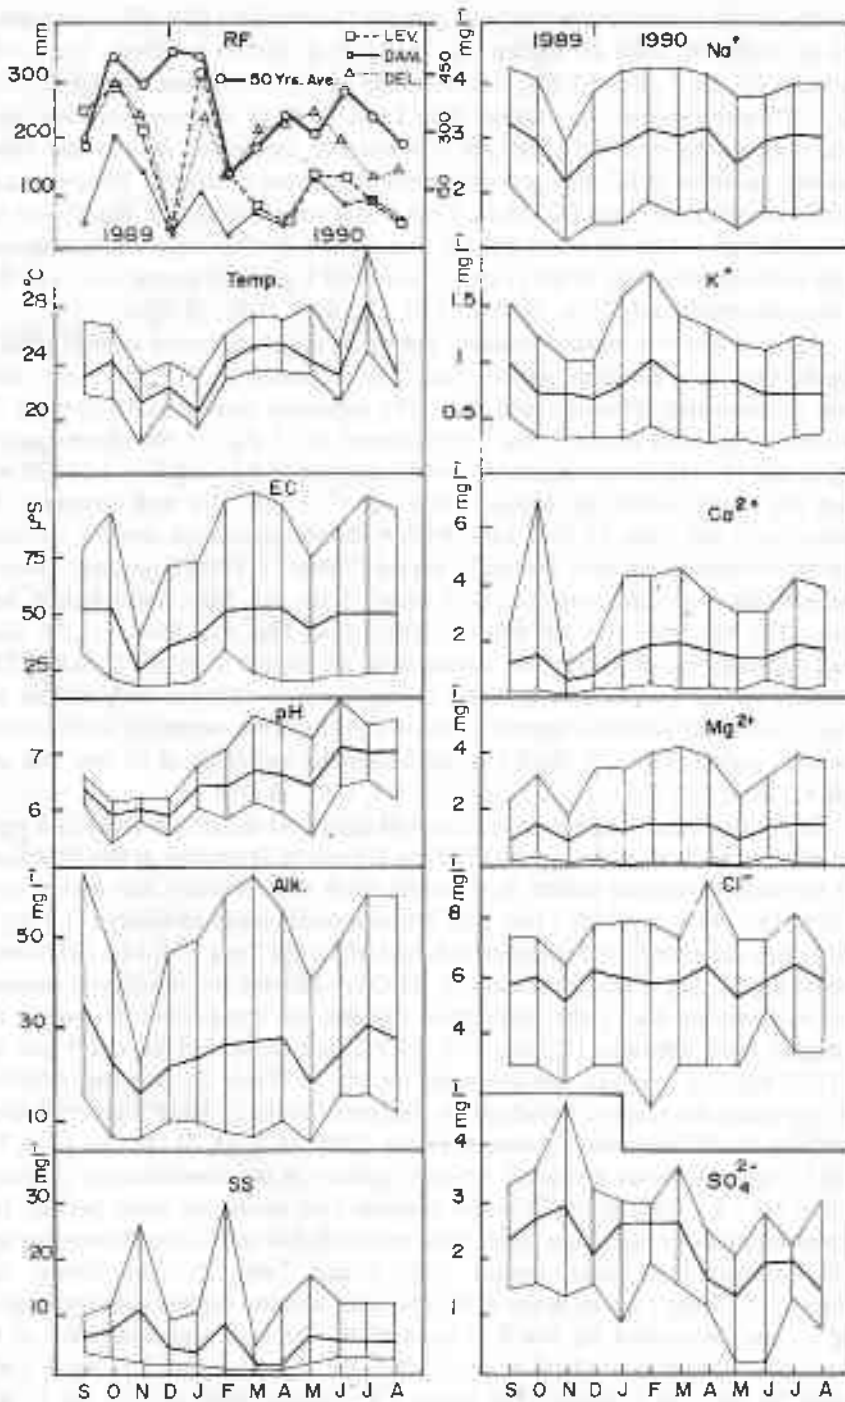 RF.
LEV.
DAM.
50 Yrs. Ave.
DEL.
mm
300
200
100
450
300
150
1989
1990
Temp.
°C
28
24
20
EC
µS
75
50
25
pH
7
6
Alk.
mg l⁻¹
50
30
10
SS
mg l⁻¹
30
20
10
S O N D J F M A M J J A
1989
1990
Na⁺
mg l⁻¹
4
3
2
K⁺
mg l⁻¹
1.5
1
0.5
Ca²⁺
mg l⁻¹
6
4
2
Mg²⁺
mg l⁻¹
4
2
Cl⁻
mg l⁻¹
8
6
4
SO₄²⁻
mg l⁻¹
4
3
2
1
S O N D J F M A M J J A